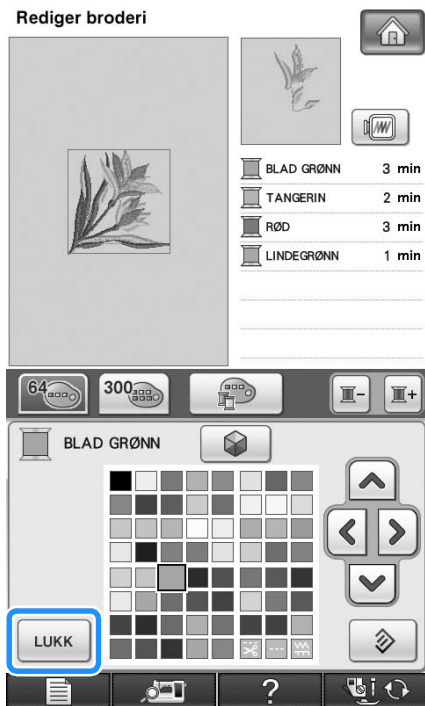 Rediger broderi
BLAD GRØNN 3 min
TANGERIN 2 min
RØD 3 min
LINDEGRØNN 1 min
64 300
BLAD GRØNN
LUKK
?